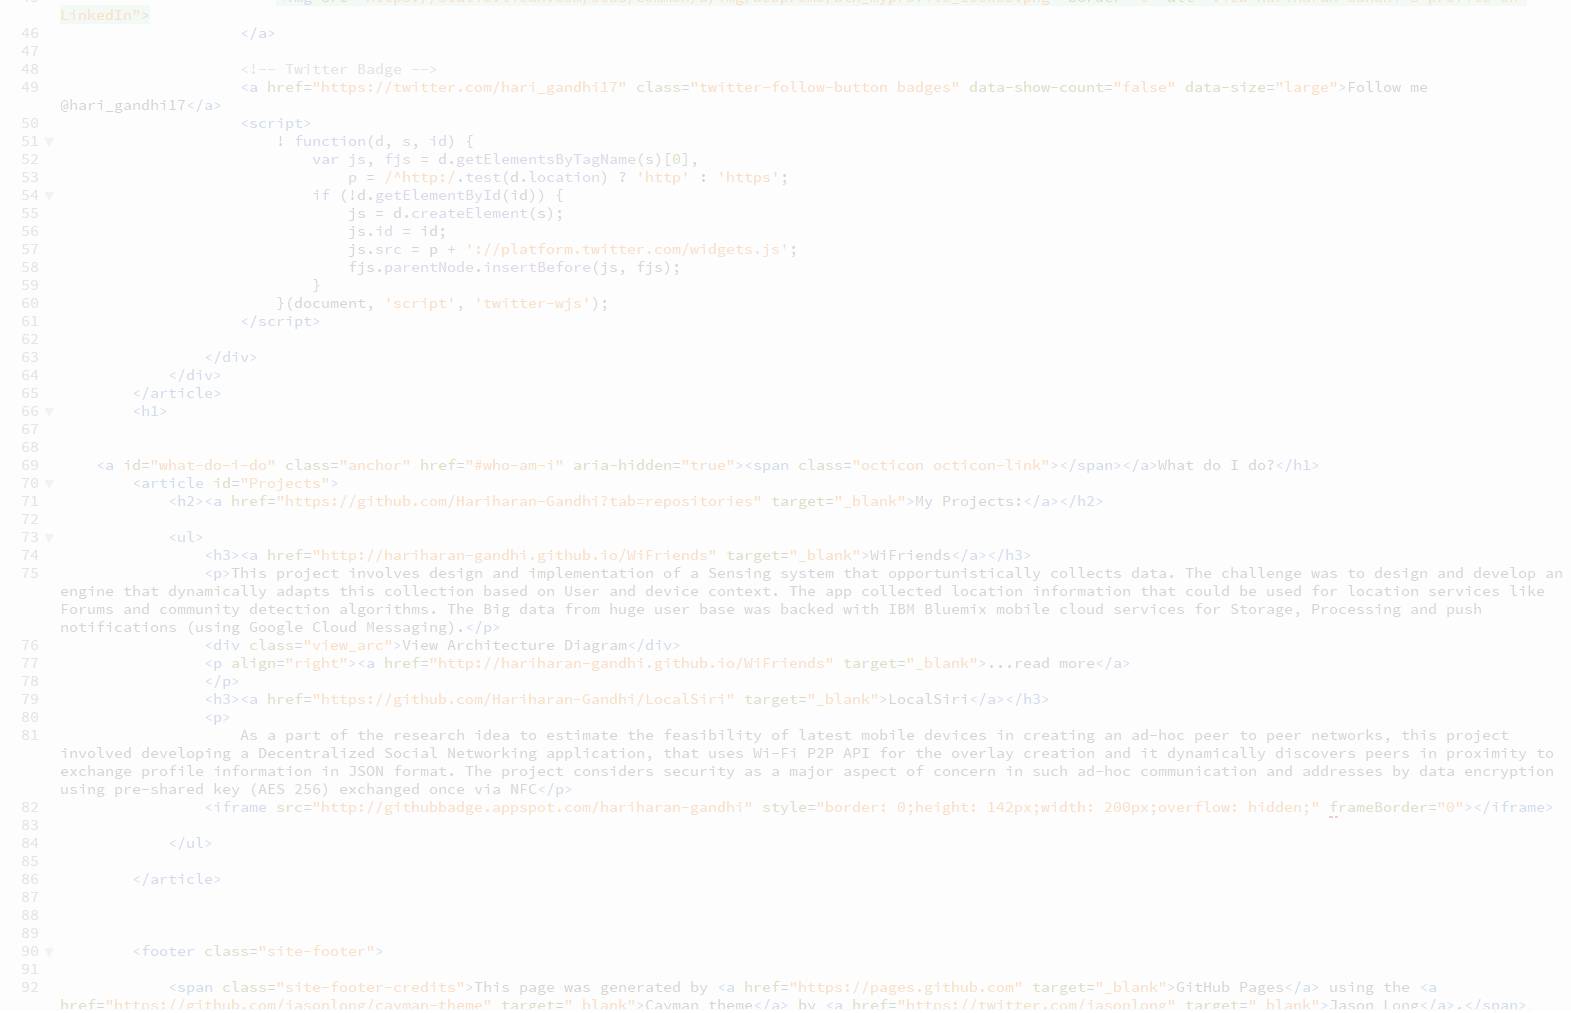 LinkedIn">
46 </a>
47
48 <!-- Twitter Badge -->
49 <a href="https://twitter.com/hari_gandhi17" class="twitter-follow-button badges" data-show-count="false" data-size="large">Follow me
@hari_gandhi17</a>
50 <script>
51 ! function(d, s, id) {
52 var js, fjs = d.getElementsByTagName(s)[0],
53 p = /^http:/.test(d.location) ? 'http' : 'https';
54 if (!d.getElementById(id)) {
55 js = d.createElement(s);
56 js.id = id;
57 js.src = p + '://platform.twitter.com/widgets.js';
58 fjs.parentNode.insertBefore(js, fjs);
59 }
60 }(document, 'script', 'twitter-wjs');
61 </script>
62
63 </div>
64 </div>
65 </article>
66 <h1>
67
68
69 <a id="what-do-i-do" class="anchor" href="#who-am-i" aria-hidden="true"><span class="octicon octicon-link"></span></a>What do I do?</h1>
70 <article id="Projects">
71 <h2><a href="https://github.com/Hariharan-Gandhi?tab=repositories" target="_blank">My Projects:</a></h2>
72
73 <ul>
74 <h3><a href="http://hariharan-gandhi.github.io/WiFriends" target="_blank">WiFriends</a></h3>
75 <p>This project involves design and implementation of a Sensing system that opportunistically collects data. The challenge was to design and develop an
engine that dynamically adapts this collection based on User and device context. The app collected location information that could be used for location services like
Forums and community detection algorithms. The Big data from huge user base was backed with IBM Bluemix mobile cloud services for Storage, Processing and push
notifications (using Google Cloud Messaging).</p>
76 <div class="view_arc">View Architecture Diagram</div>
77 <p align="right"><a href="http://hariharan-gandhi.github.io/WiFriends" target="_blank">...read more</a>
78 </p>
79 <h3><a href="https://github.com/Hariharan-Gandhi/LocalSiri" target="_blank">LocalSiri</a></h3>
80 <p>
81 As a part of the research idea to estimate the feasibility of latest mobile devices in creating an ad-hoc peer to peer networks, this project
involved developing a Decentralized Social Networking application, that uses Wi-Fi P2P API for the overlay creation and it dynamically discovers peers in proximity to
exchange profile information in JSON format. The project considers security as a major aspect of concern in such ad-hoc communication and addresses by data encryption
using pre-shared key (AES 256) exchanged once via NFC</p>
82 <iframe src="http://githubbadge.appspot.com/hariharan-gandhi" style="border: 0;height: 142px;width: 200px;overflow: hidden;" frameBorder="0"></iframe>
83
84 </ul>
85
86 </article>
87
88
89
90 <footer class="site-footer">
91
92 <span class="site-footer-credits">This page was generated by <a href="https://pages.github.com" target="_blank">GitHub Pages</a> using the <a
href="https://github.com/jasonlong/cayman-theme" target="_blank">Cayman theme</a> by <a href="https://twitter.com/jasonlong" target="_blank">Jason Long</a>.</span>